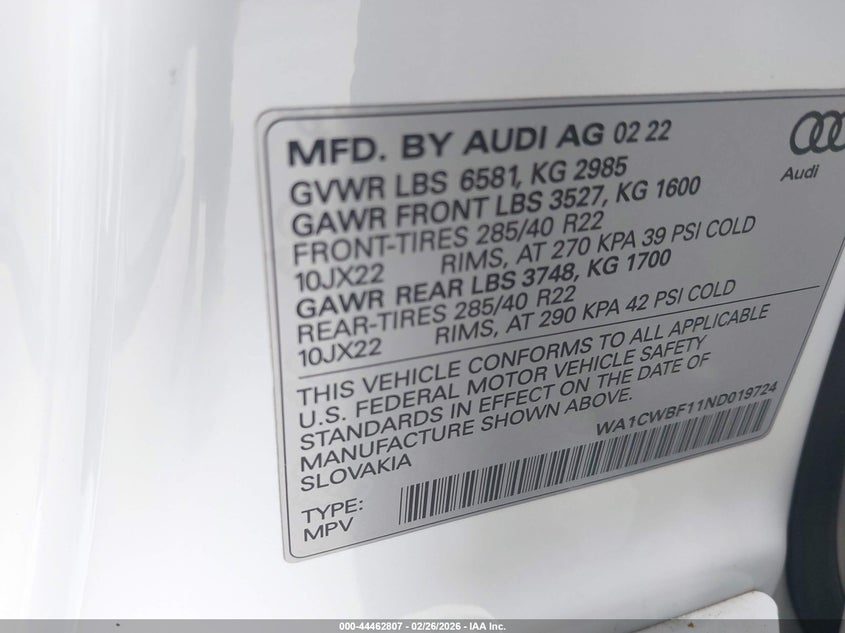 MFD. BY AUDI AG 02 22
GVWR LBS 6581, KG 2985
GAWR FRONT LBS 3527, KG 1600
FRONT-TIRES 285/40 R22
10JX22 RIMS, AT 270 KPA 39 PSI COLD
GAWR REAR LBS 3748, KG 1700
REAR-TIRES 285/40 R22
10JX22 RIMS, AT 290 KPA 42 PSI COLD
THIS VEHICLE CONFORMS TO ALL APPLICABLE
U.S. FEDERAL MOTOR VEHICLE SAFETY
STANDARDS IN EFFECT ON THE DATE OF
MANUFACTURE SHOWN ABOVE.
SLOVAKIA
WA1CWBF11ND019724
TYPE:
MPV
Audi
000-44462807 - 02/26/2026 - IAA Inc.